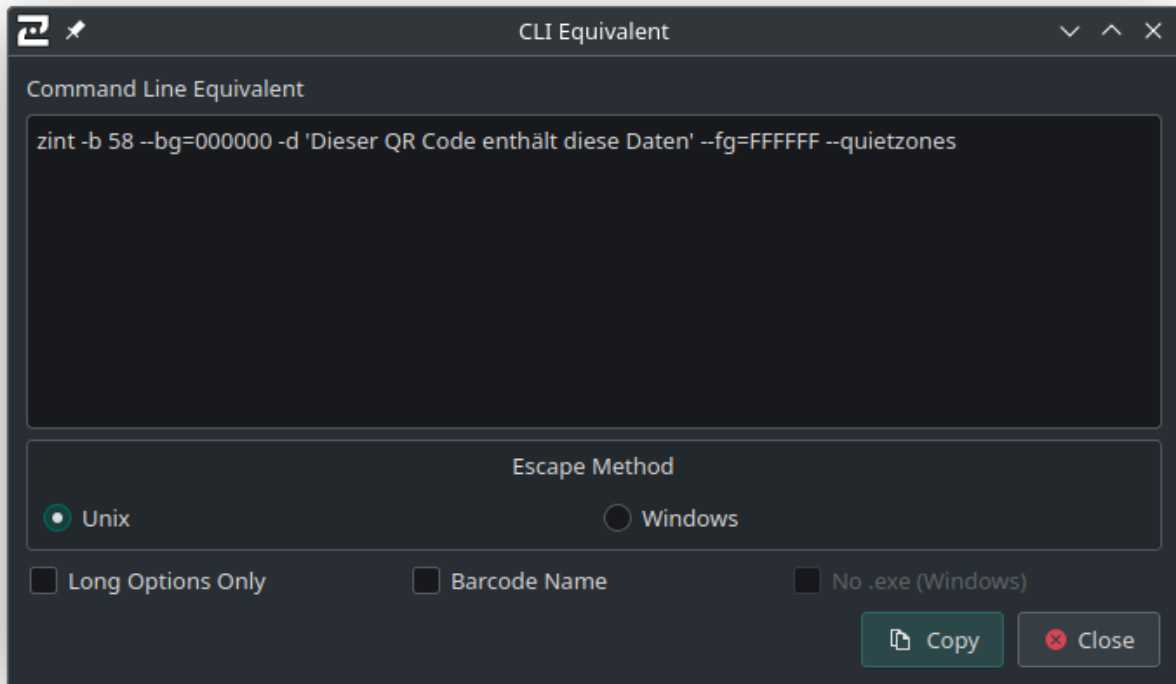 CLI Equivalent
Command Line Equivalent
zint -b 58 --bg=000000 -d 'Dieser QR Code enthält diese Daten' --fg=FFFFFF --quietzones
Escape Method
Unix Windows
Long Options Only Barcode Name No .exe (Windows)
Copy Close